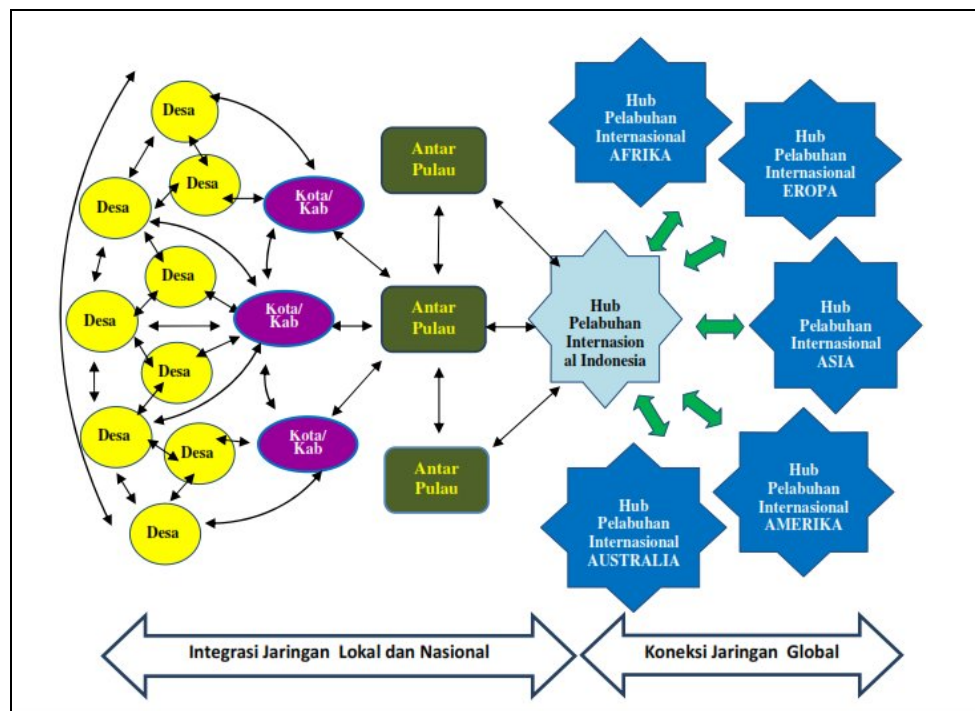 Desa
Desa
Desa
Desa
Desa
Desa
Desa
Desa
Desa
Kota/
Kab
Kota/
Kab
Kota/
Kab
Antar
Pulau
Antar
Pulau
Antar
Pulau
Hub
Pelabuhan
Internasion
al Indonesia
Hub
Pelabuhan
Internasional
AFRIKA
Hub
Pelabuhan
Internasional
EROPA
Hub
Pelabuhan
Internasional
ASIA
Hub
Pelabuhan
Internasional
AMERIKA
Hub
Pelabuhan
Internasional
AUSTRALIA
Integrasi Jaringan Lokal dan Nasional
Koneksi Jaringan Global